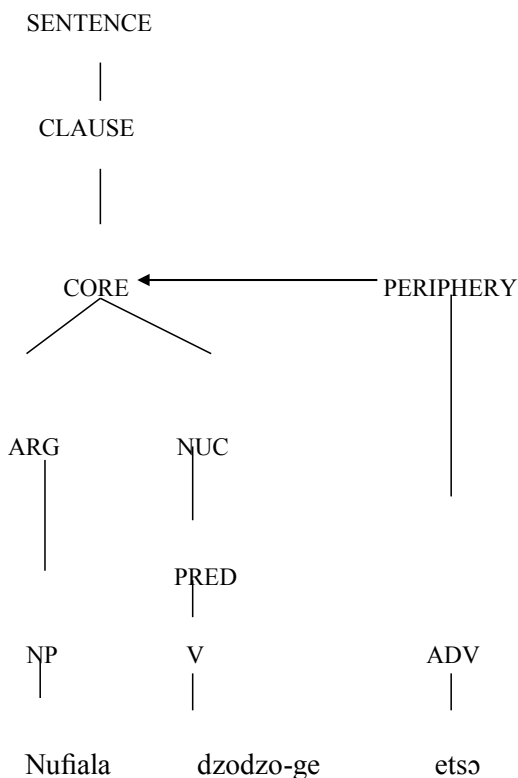 SENTENCE
CLAUSE
CORE PERIPHERY
ARG NUC
PRED
NP V ADV
Nufiala dzodzo-ge etsɔ